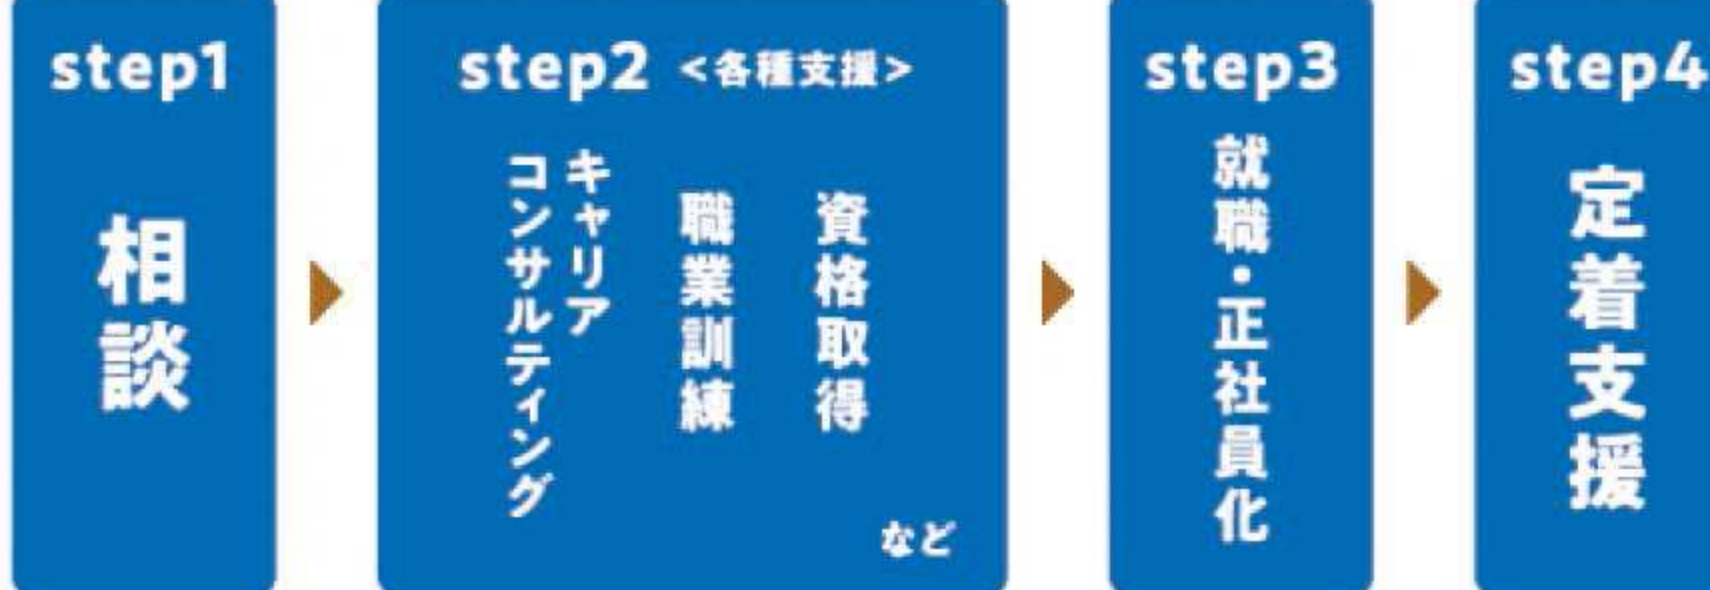 step1
相談
step2 <各種支援>
キャリア
コンサルティング
職業訓練
資格取得
など
step3
就職・正社員化
step4
定着支援